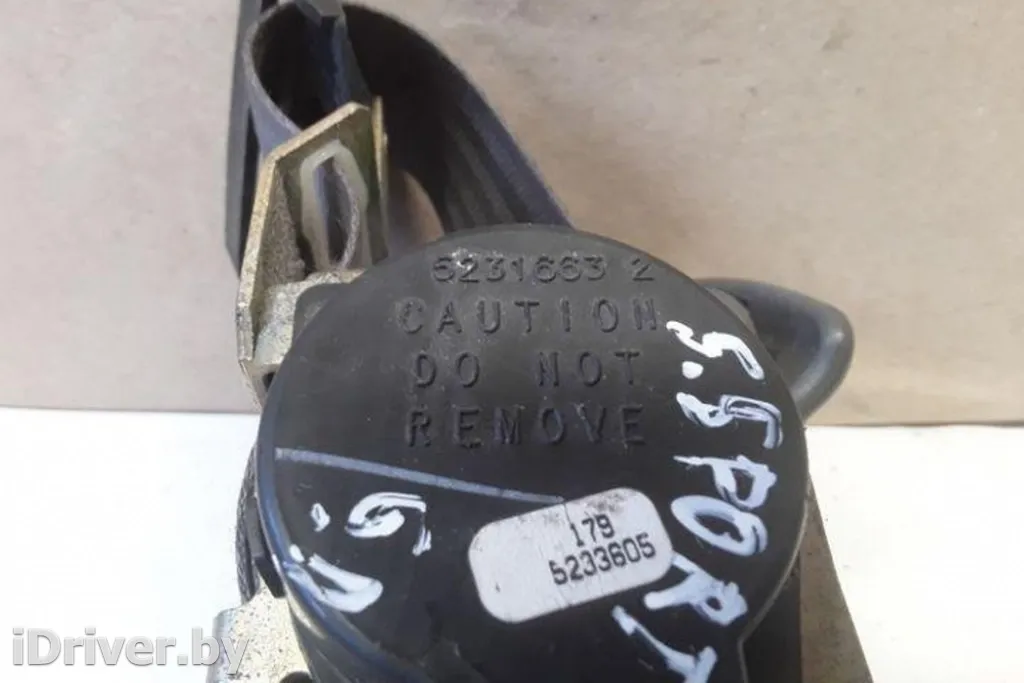 5231663 2
CAUTION
DO NOT
REMOVE
179
5233605
S.SPORT
iDriver.by